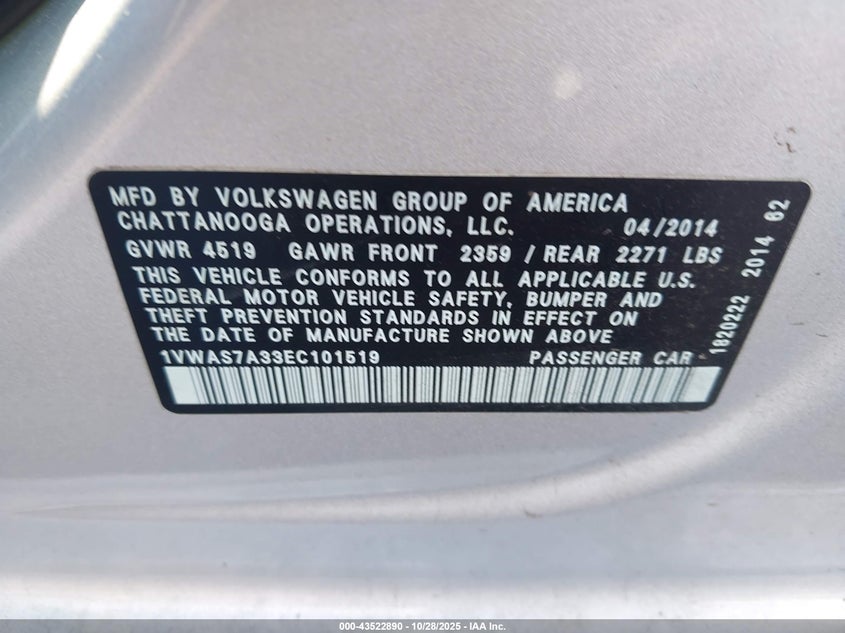 MFD BY VOLKSWAGEN GROUP OF AMERICA
CHATTANOOGA OPERATIONS, LLC. 04/2014
GVWR 4519 GAWR FRONT 2359 / REAR 2271 LBS
THIS VEHICLE CONFORMS TO ALL APPLICABLE U.S.
FEDERAL MOTOR VEHICLE SAFETY, BUMPER AND
THEFT PREVENTION STANDARDS IN EFFECT ON
THE DATE OF MANUFACTURE SHOWN ABOVE
1VWAS7A33EC101519 PASSENGER CAR
1820222 2014 62
000-43522890 - 10/28/2025 - IAA Inc.